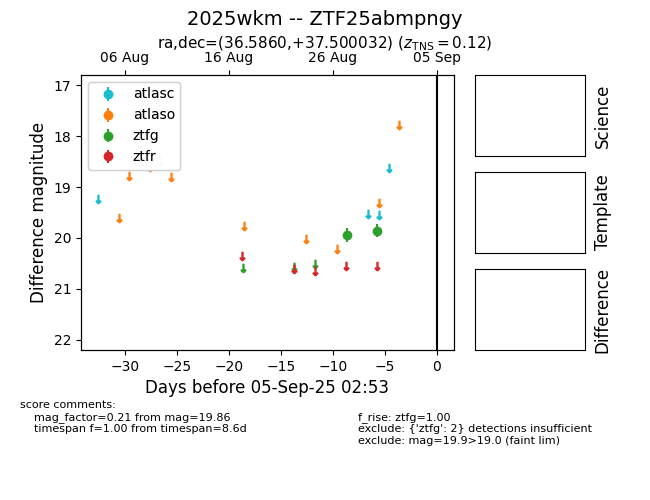 2025wkm -- ZTF25abmpngy
ra,dec=(36.5860,+37.500032) (z_TNS = 0.12)
06 Aug 16 Aug 26 Aug 05 Sep
atlasc
atlaso
ztfg
ztfr
17
18
19
20
21
22
Difference magnitude
−30 −25 −20 −15 −10 −5 0
Days before 05-Sep-25 02:53
Science
Template
Difference
score comments:
mag_factor=0.21 from mag=19.86
timespan f=1.00 from timespan=8.6d
f_rise: ztfg=1.00
exclude: {'ztfg': 2} detections insufficient
exclude: mag=19.9>19.0 (faint lim)